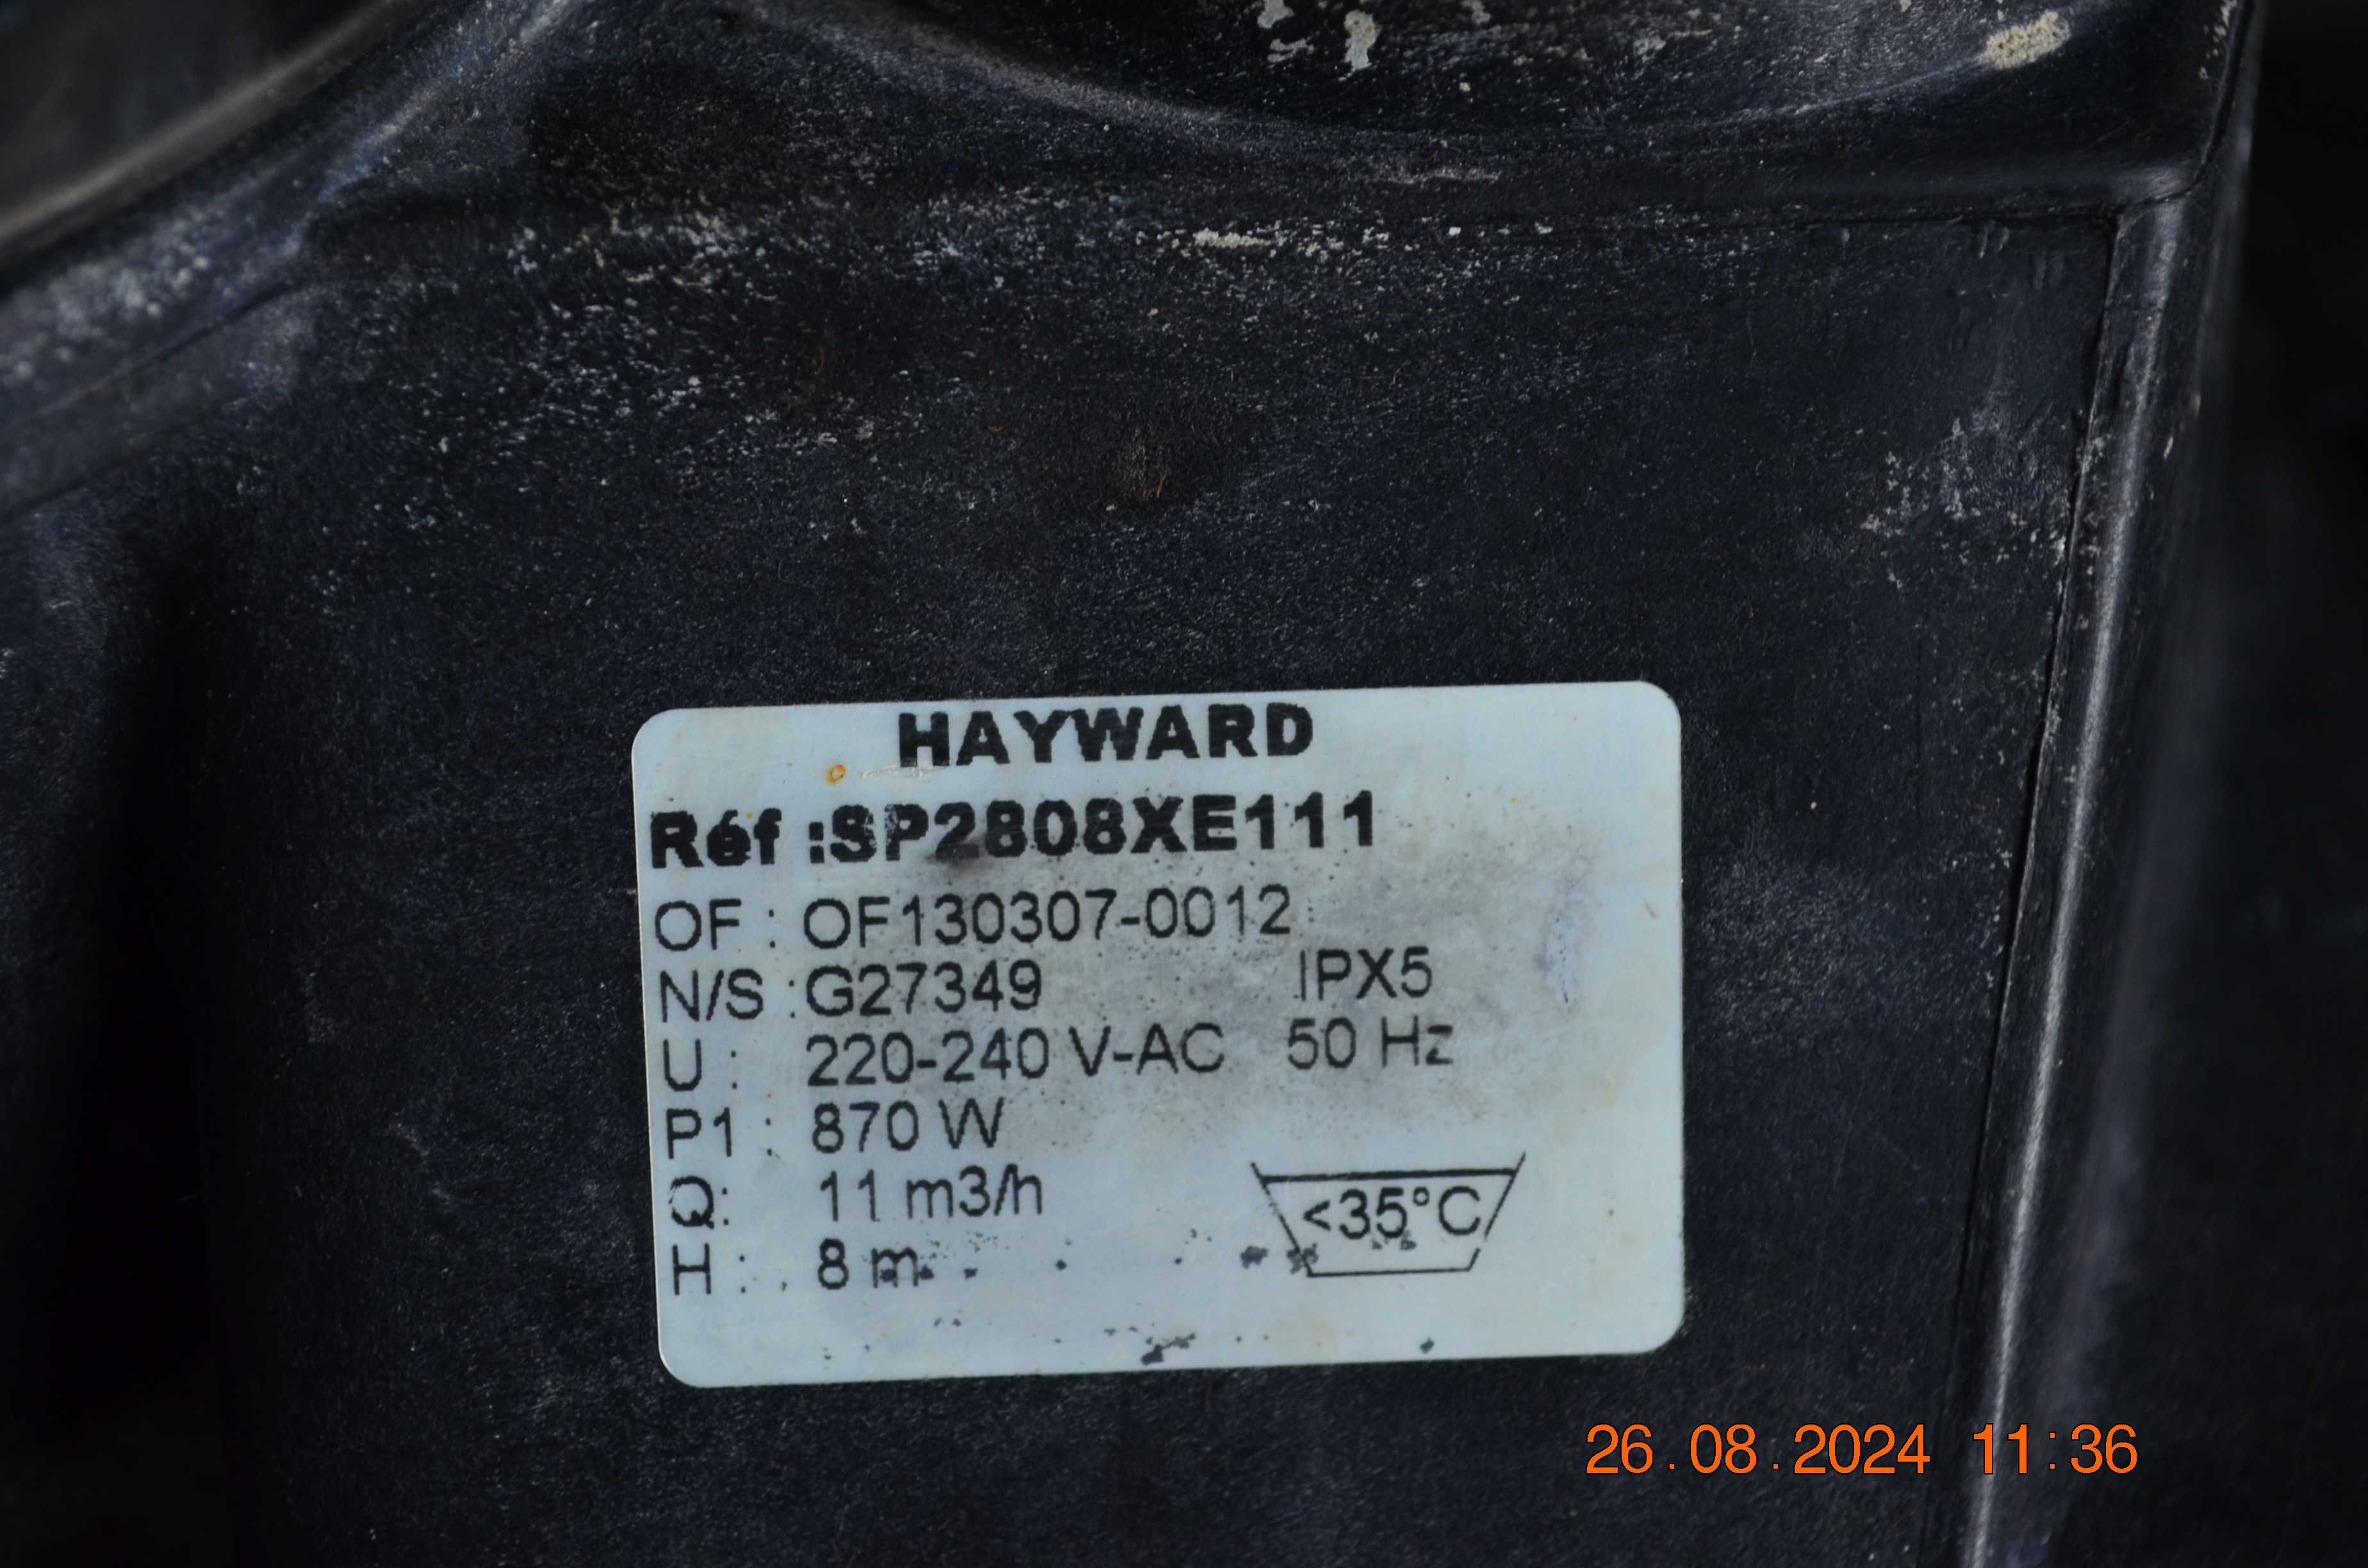 HAYWARD
Réf :SP2808XE111
OF : OF130307-0012
N/S :G27349 IPX5
U : 220-240 V-AC 50 Hz
P1 : 870 W
Q: 11 m3/h
<35°C
H : 8 m
26.08.2024 11:36